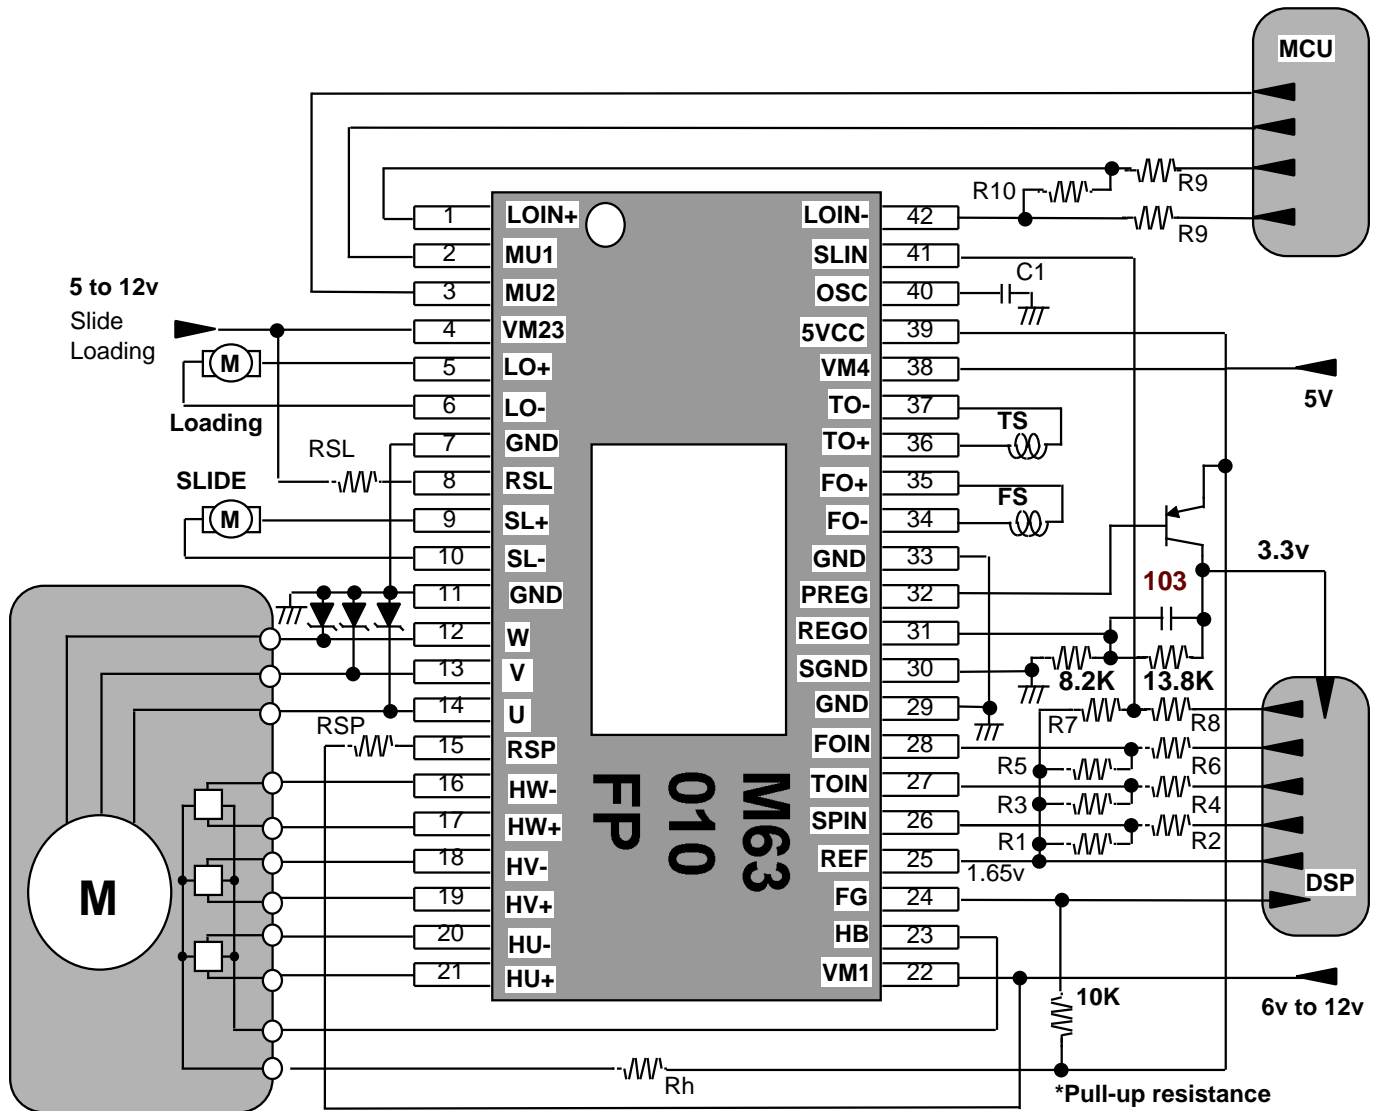 MCU
R9
R10
R9
5 to 12v
Slide
Loading
Loading
RSL
SLIDE
RSP
1 LOIN+
2 MU1
3 MU2
4 VM23
5 LO+
6 LO-
7 GND
8 RSL
9 SL+
10 SL-
11 GND
12 W
13 V
14 U
15 RSP
16 HW-
17 HW+
18 HV-
19 HV+
20 HU-
21 HU+
LOIN- 42
SLIN 41
OSC 40
5VCC 39
VM4 38
TO- 37
TO+ 36
FO+ 35
FO- 34
GND 33
PREG 32
REGO 31
SGND 30
GND 29
FOIN 28
TOIN 27
SPIN 26
REF 25
FG 24
HB 23
VM1 22
M63
010
FP
M
M
M
C1
5V
TS
FS
3.3v
103
8.2K
13.8K
R7
R8
R5
R6
R3
R4
R1
R2
1.65v
DSP
10K
6v to 12v
Rh
*Pull-up resistance